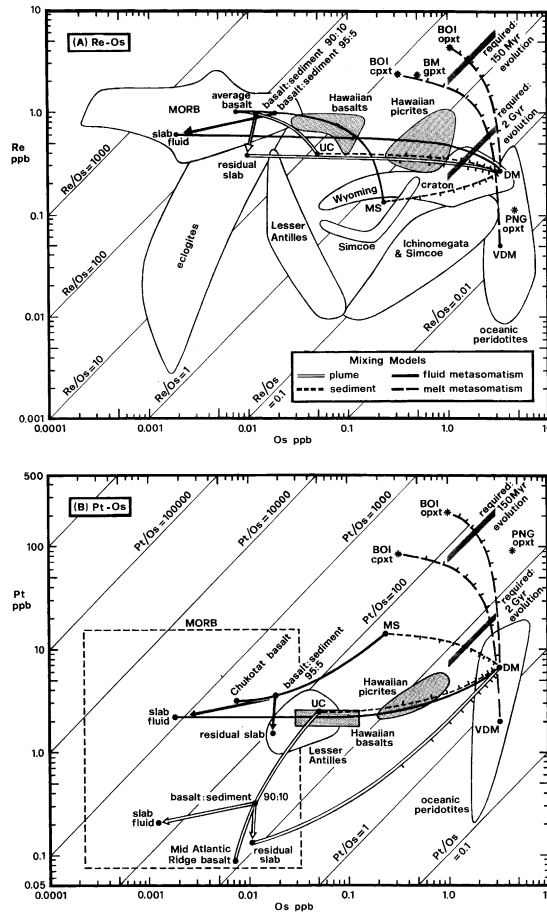 (A) Re-Os
10
1.0
0.1
0.01
0.001
Re
ppb
BOI
opxt
BOI
cpxt
BM
gpxt
required:
150 Myr
evolution
required:
2 Gyr
evolution
basalt:sediment 90:10
basalt:sediment 95:5
average
basalt
MORB
Hawaiian
basalts
Hawaiian
picrites
slab
fluid
residual
slab
UC
DM
Re/Os=1000
Wyoming
craton
MS
PNG
opxt
eclogites
Lesser
Antilles
Simcoe
Ichinomegata
& Simcoe
VDM
Re/Os=100
Re/Os=0.01
oceanic
peridotites
Re/Os=10
Re/Os=1
Re/Os
=0.1
Mixing Models
plume
fluid metasomatism
sediment
melt metasomatism
0.0001
0.001
0.01
0.1
1.0
10
Os ppb
(B) Pt-Os
500
100
10
1.0
0.1
0.05
Pt
ppb
Pt/Os=100000
Pt/Os=10000
Pt/Os=1000
Pt/Os=100
BOI
opxt
required:
150Myr
evolution
PNG
opxt
BOI
cpxt
required:
2 Gyr
evolution
MORB
MS
Chukotat basalt
basalt:sediment
95:5
Hawaiian
picrites
DM
slab
fluid
UC
residual slab
Lesser
Antilles
Hawaiian
basalts
VDM
basalt:sediment
90:10
slab
fluid
oceanic
peridotites
Mid Atlantic
Ridge basalt
residual
slab
Pt/Os=1
Pt/Os
=0.1
0.0001
0.001
0.01
0.1
1.0
10
Os ppb